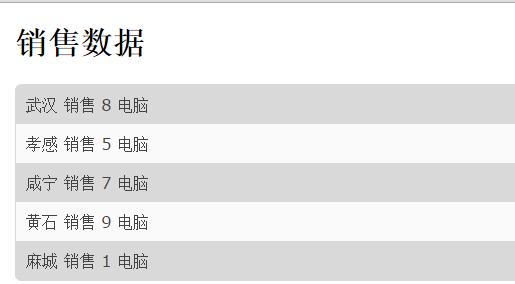 销售数据
武汉 销售 8 电脑
孝感 销售 5 电脑
咸宁 销售 7 电脑
黄石 销售 9 电脑
麻城 销售 1 电脑